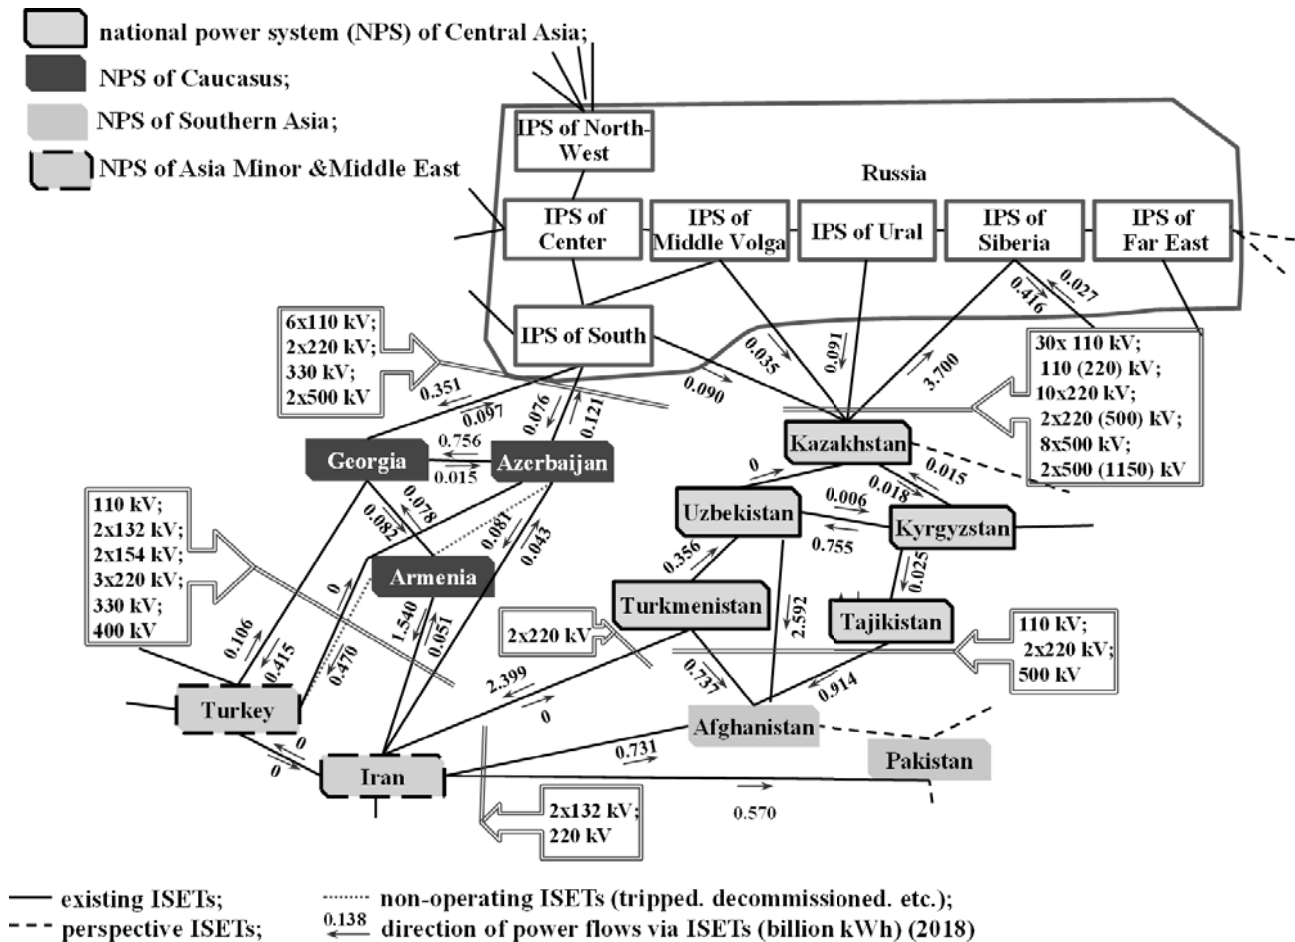 national power system (NPS) of Central Asia;
NPS of Caucasus;
NPS of Southern Asia;
NPS of Asia Minor &Middle East
IPS of North-
West
Russia
IPS of
Center
IPS of
Middle Volga
IPS of Ural
IPS of
Siberia
IPS of
Far East
IPS of South
0.027
0.416
0.035
0.091
3.700
0.090
6x110 kV;
2x220 kV;
330 kV;
2x500 kV
30x 110 kV;
110 (220) kV;
10x220 kV;
2x220 (500) kV;
8x500 kV;
2x500 (1150) kV
0.351
0.097
0.076
0.121
Georgia
0.756
0.015
Azerbaijan
Kazakhstan
0
0.015
0.018
Uzbekistan
0.006
0.755
Kyrgyzstan
110 kV;
2x132 kV;
2x154 kV;
3x220 kV;
330 kV;
400 kV
0.078
0.082
0.081
0.043
Armenia
0.356
0.025
Turkmenistan
Tajikistan
2.592
0
1.540
0.051
0.106
0.415
0.470
2x220 kV
110 kV;
2x220 kV;
500 kV
2.399
0
0.737
0.914
Turkey
Afghanistan
Pakistan
0
0
Iran
0.731
0.570
2x132 kV;
220 kV
existing ISETs;
perspective ISETs;
non-operating ISETs (tripped. decommissioned. etc.);
0.138
direction of power flows via ISETs (billion kWh) (2018)